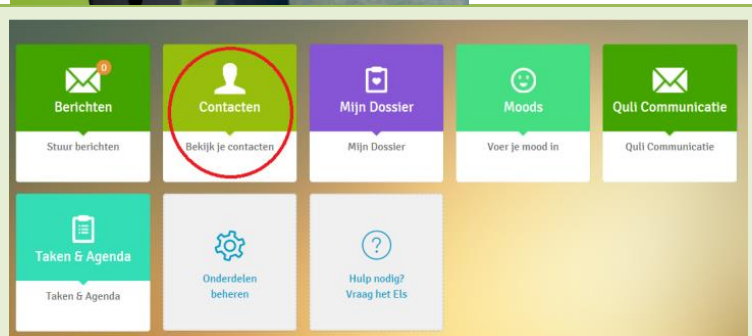 0
Berichten
Contacten
Mijn Dossier
Moods
Quli Communicatie
Stuur berichten
Bekijk je contacten
Mijn Dossier
Voer je mood in
Quli Communicatie
Taken & Agenda
Taken & Agenda
Onderdelen
beheren
?
Hulp nodig?
Vraag het Els